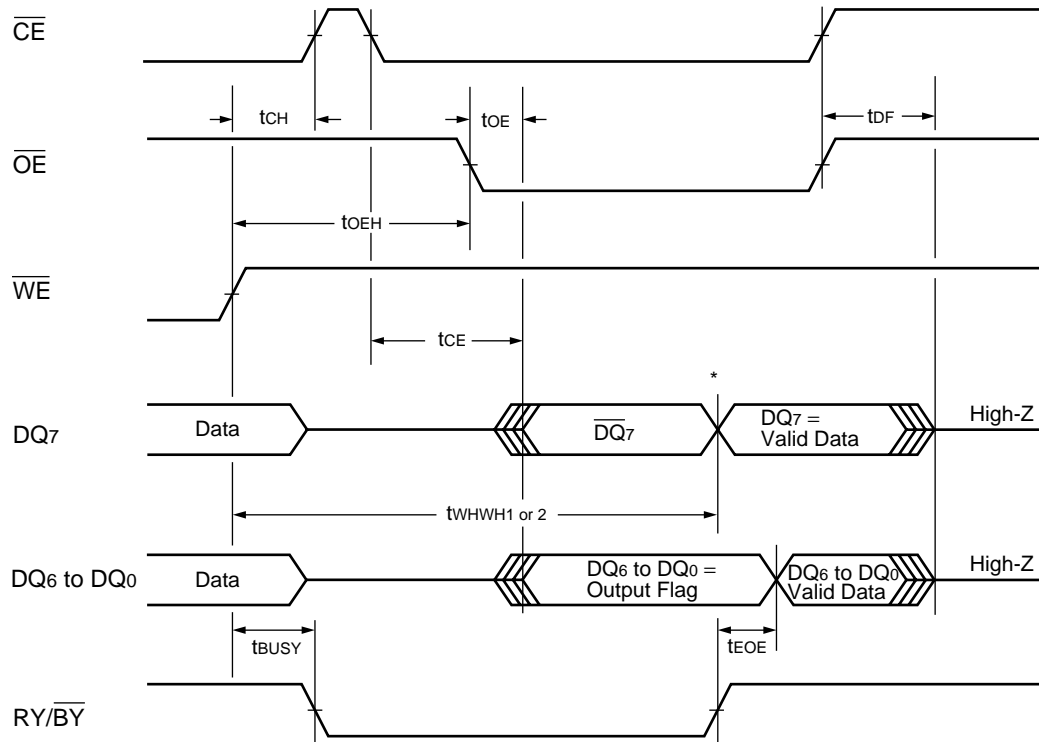 CE
tCH
tOE
tDF
OE
tOEH
WE
tCE
*
DQ7
Data
DQ7
DQ7 =
Valid Data
High-Z
tWHWH1 or 2
DQ6 to DQ0
Data
DQ6 to DQ0 =
Output Flag
DQ6 to DQ0
Valid Data
High-Z
tBUSY
tEOE
RY/BY